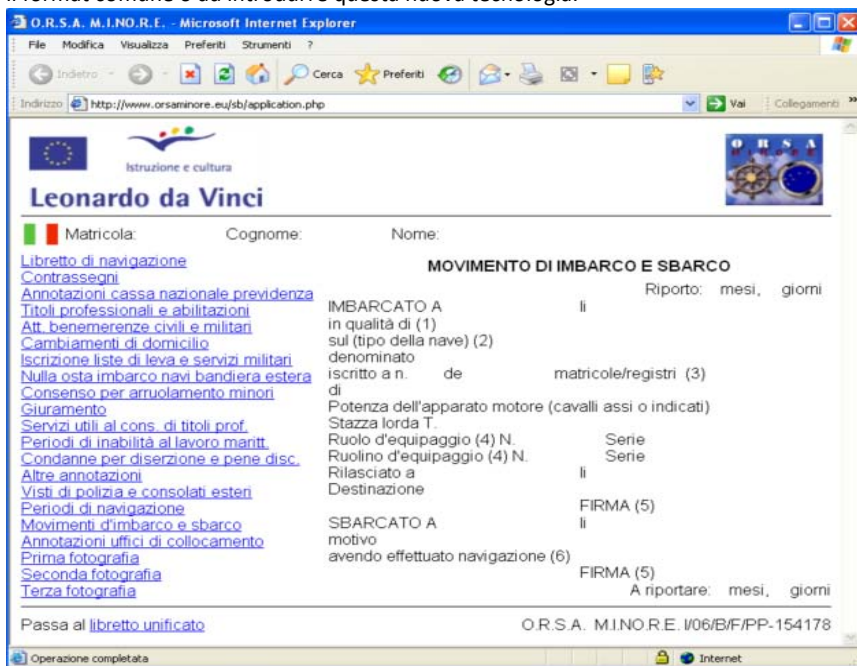 il format comune e ad introdurre questa nuova tecnologia.
O.R.S.A. M.I.NO.R.E. - Microsoft Internet Explorer
File Modifica Visualizza Preferiti Strumenti ?
Indietro Cerca Preferiti
Indirizzo http://www.orsaminore.eu/sb/application.php Vai Collegamenti »
Istruzione e cultura
Leonardo da Vinci
O R S A
Matricola: Cognome: Nome:
Libretto di navigazione
Contrassegni
Annotazioni cassa nazionale previdenza
Titoli professionali e abilitazioni
Att. benemerenze civili e militari
Cambiamenti di domicilio
Iscrizione liste di leva e servizi militari
Nulla osta imbarco navi bandiera estera
Consenso per arruolamento minori
Giuramento
Servizi utili al cons. di titoli prof.
Periodi di inabilità al lavoro maritt.
Condanne per diserzione e pene disc.
Altre annotazioni
Visti di polizia e consolati esteri
Periodi di navigazione
Movimenti d'imbarco e sbarco
Annotazioni uffici di collocamento
Prima fotografia
Seconda fotografia
Terza fotografia
MOVIMENTO DI IMBARCO E SBARCO
Riporto: mesi, giorni
IMBARCATO A li
in qualità di (1)
sul (tipo della nave) (2)
denominato
iscritto a n. de matricole/registri (3)
di
Potenza dell'apparato motore (cavalli assi o indicati)
Stazza lorda T.
Ruolo d'equipaggio (4) N. Serie
Ruolino d'equipaggio (4) N. Serie
Rilasciato a li
Destinazione
FIRMA (5)
SBARCATO A li
motivo
avendo effettuato navigazione (6)
FIRMA (5)
A riportare: mesi, giorni
Passa al libretto unificato
O.R.S.A. M.I.NO.R.E. I/06/B/F/PP-154178
Operazione completata Internet